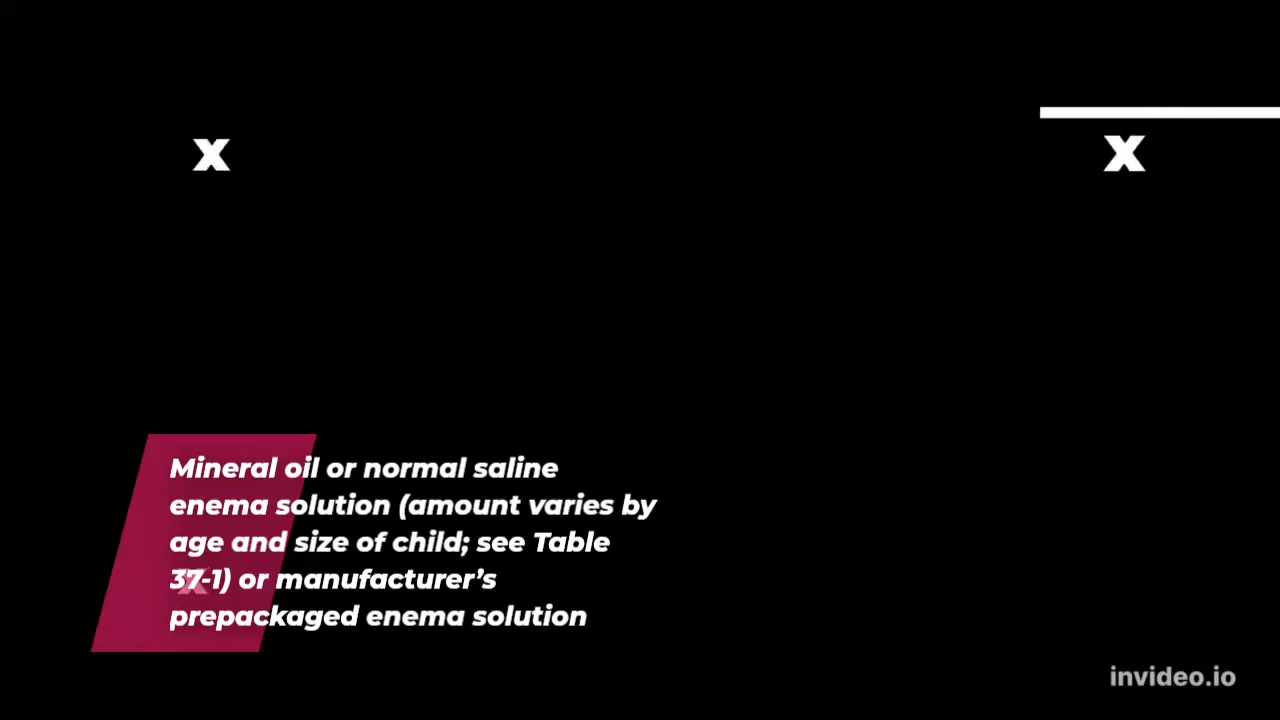 x
x
Mineral oil or normal saline
enema solution (amount varies by
age and size of child; see Table
37-1) or manufacturer’s
prepackaged enema solution
x
invideo.io